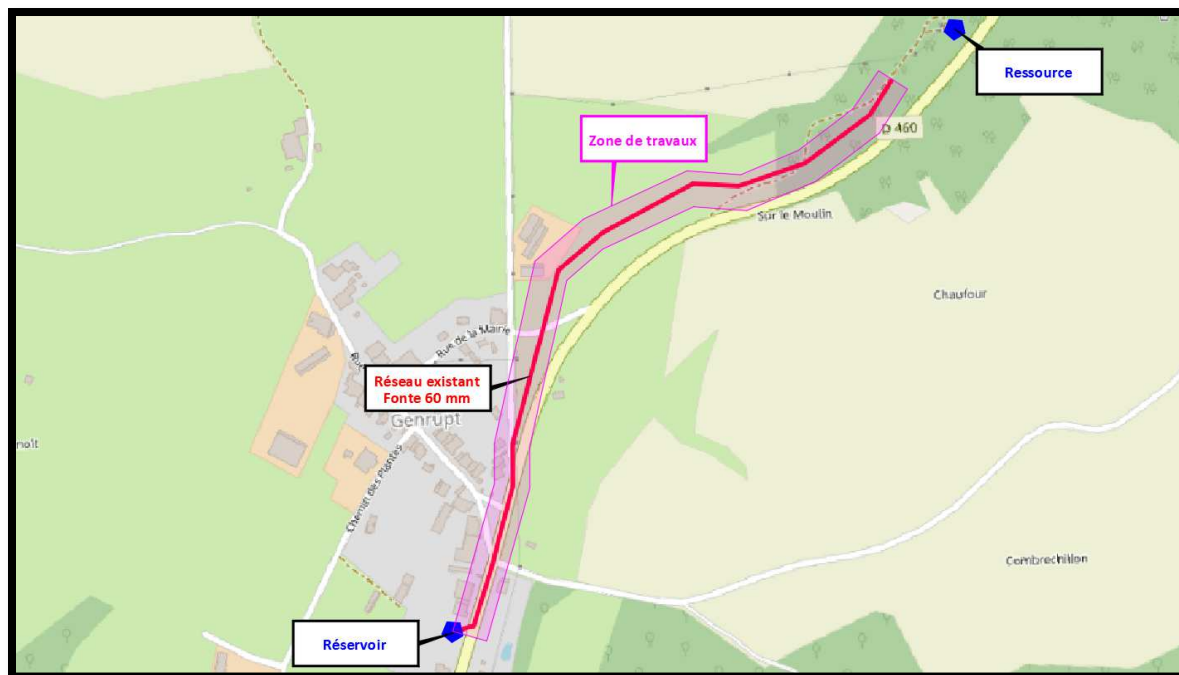 Ressource
Zone de travaux
D 460
Sur le Moulin
Chaufour
Rue de la Mairie
Réseau existant
Fonte 60 mm
Genrupt
Chemin des Plantes
Combrechillon
Réservoir